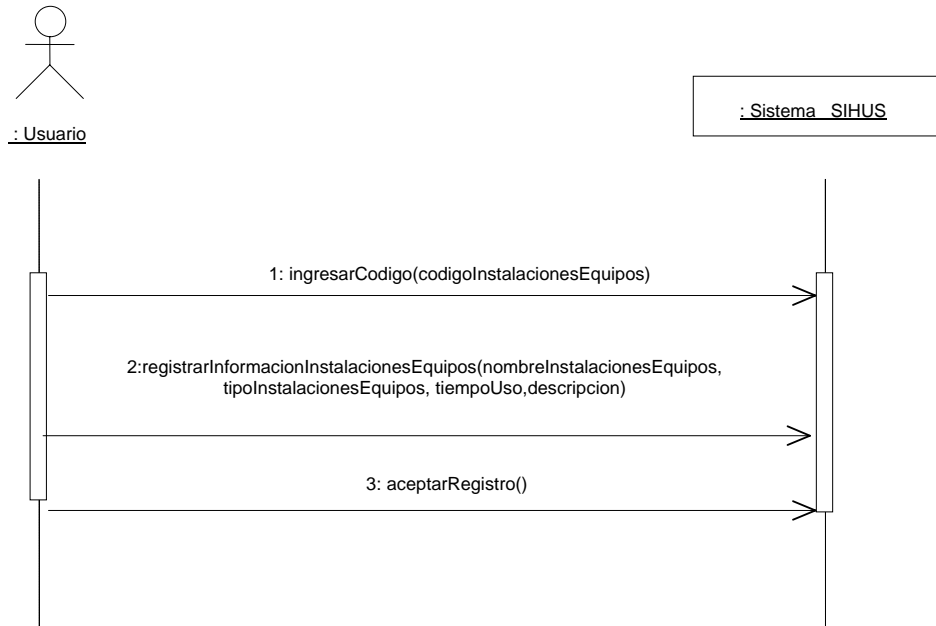 : Usuario
: Sistema SIHUS
1: ingresarCodigo(codigoInstalacionesEquipos)
2:registrarInformacionInstalacionesEquipos(nombreInstalacionesEquipos,
tipoInstalacionesEquipos, tiempoUso,descripcion)
3: aceptarRegistro()